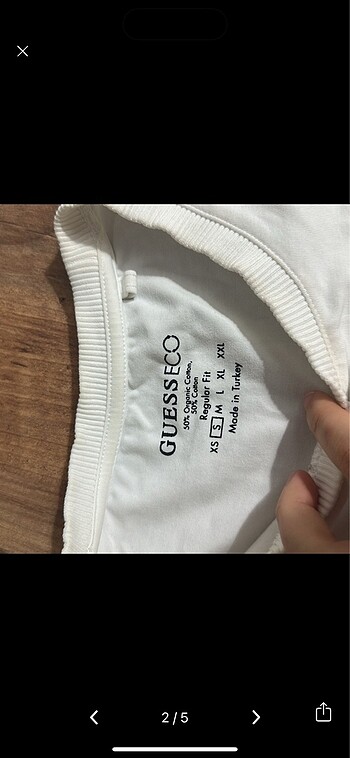 GUESS ECO
50% Organic Cotton,
50% Cotton
Regular Fit
XS S M L XL XXL
Made in Turkey
2/5